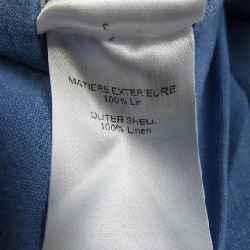 MATIERE EXTERIEURE
100% Lin
OUTER SHELL
100% Linen